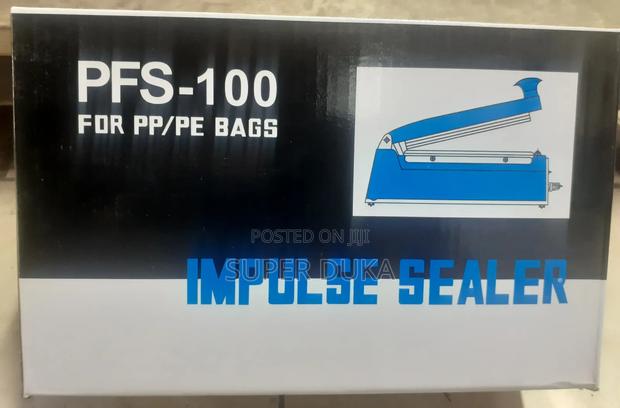 PFS-100
FOR PP/PE BAGS
POSTED ON JIJI
SUPER DUKA
IMPULSE SEALER